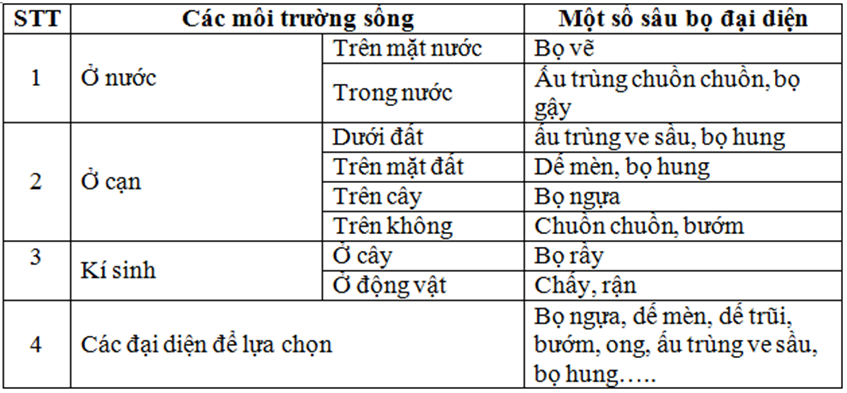 STT Các môi trường sống Một số sâu bọ đại diện
1 Ở nước Trên mặt nước Bọ vẽ
Trong nước Ấu trùng chuồn chuồn, bọ
gậy
2 Ở cạn Dưới đất ấu trùng ve sầu, bọ hung
Trên mặt đất Dế mèn, bọ hung
Trên cây Bọ ngựa
Trên không Chuồn chuồn, bướm
3 Kí sinh Ở cây Bọ rầy
Ở động vật Chấy, rận
4 Các đại diện để lựa chọn Bọ ngựa, dế mèn, dế trũi,
bướm, ong, ấu trùng ve sầu,
bọ hung…..